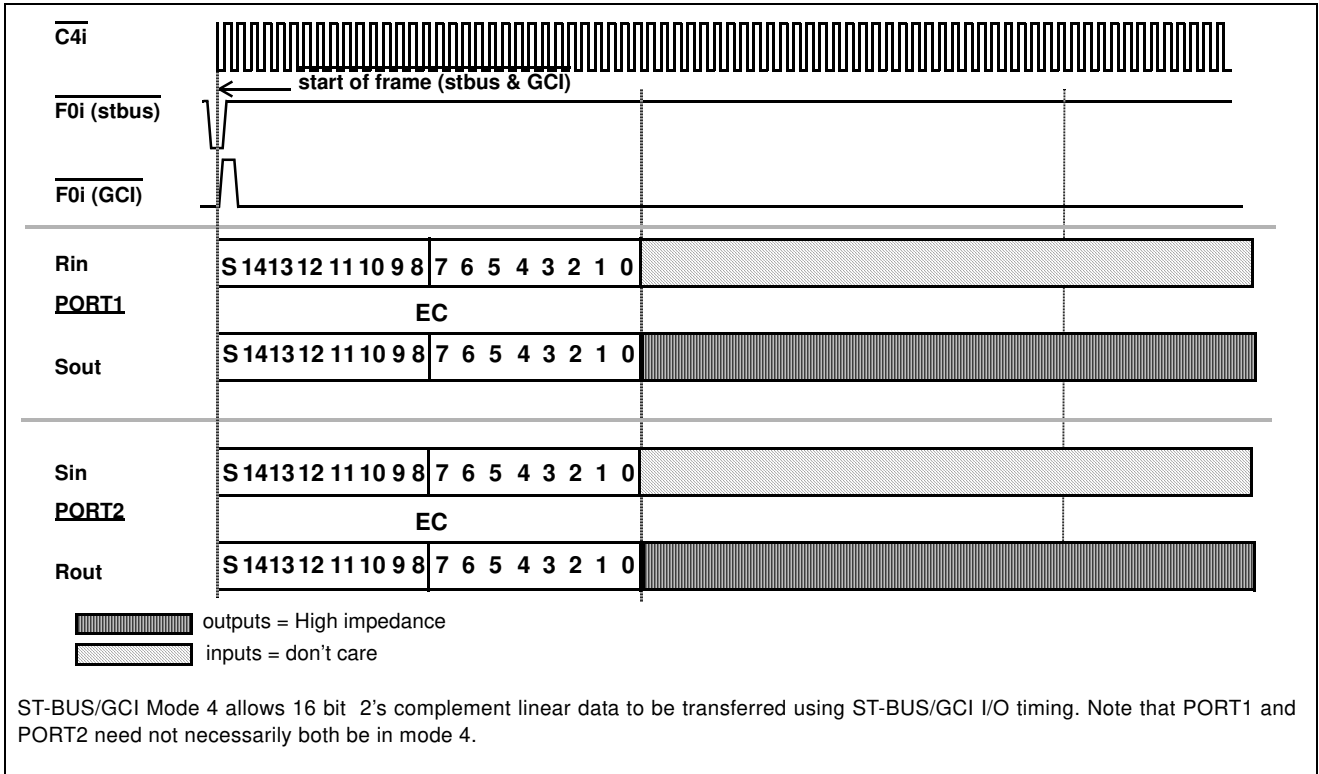 C4i
start of frame (stbus & GCI)
F0i (stbus)
F0i (GCI)
Rin
S 14 13 12 11 10 9 8 7 6 5 4 3 2 1 0
PORT1
EC
Sout
S 14 13 12 11 10 9 8 7 6 5 4 3 2 1 0
Sin
S 14 13 12 11 10 9 8 7 6 5 4 3 2 1 0
PORT2
EC
Rout
S 14 13 12 11 10 9 8 7 6 5 4 3 2 1 0
outputs = High impedance
inputs = don't care
ST-BUS/GCI Mode 4 allows 16 bit 2's complement linear data to be transferred using ST-BUS/GCI I/O timing. Note that PORT1 and
PORT2 need not necessarily both be in mode 4.